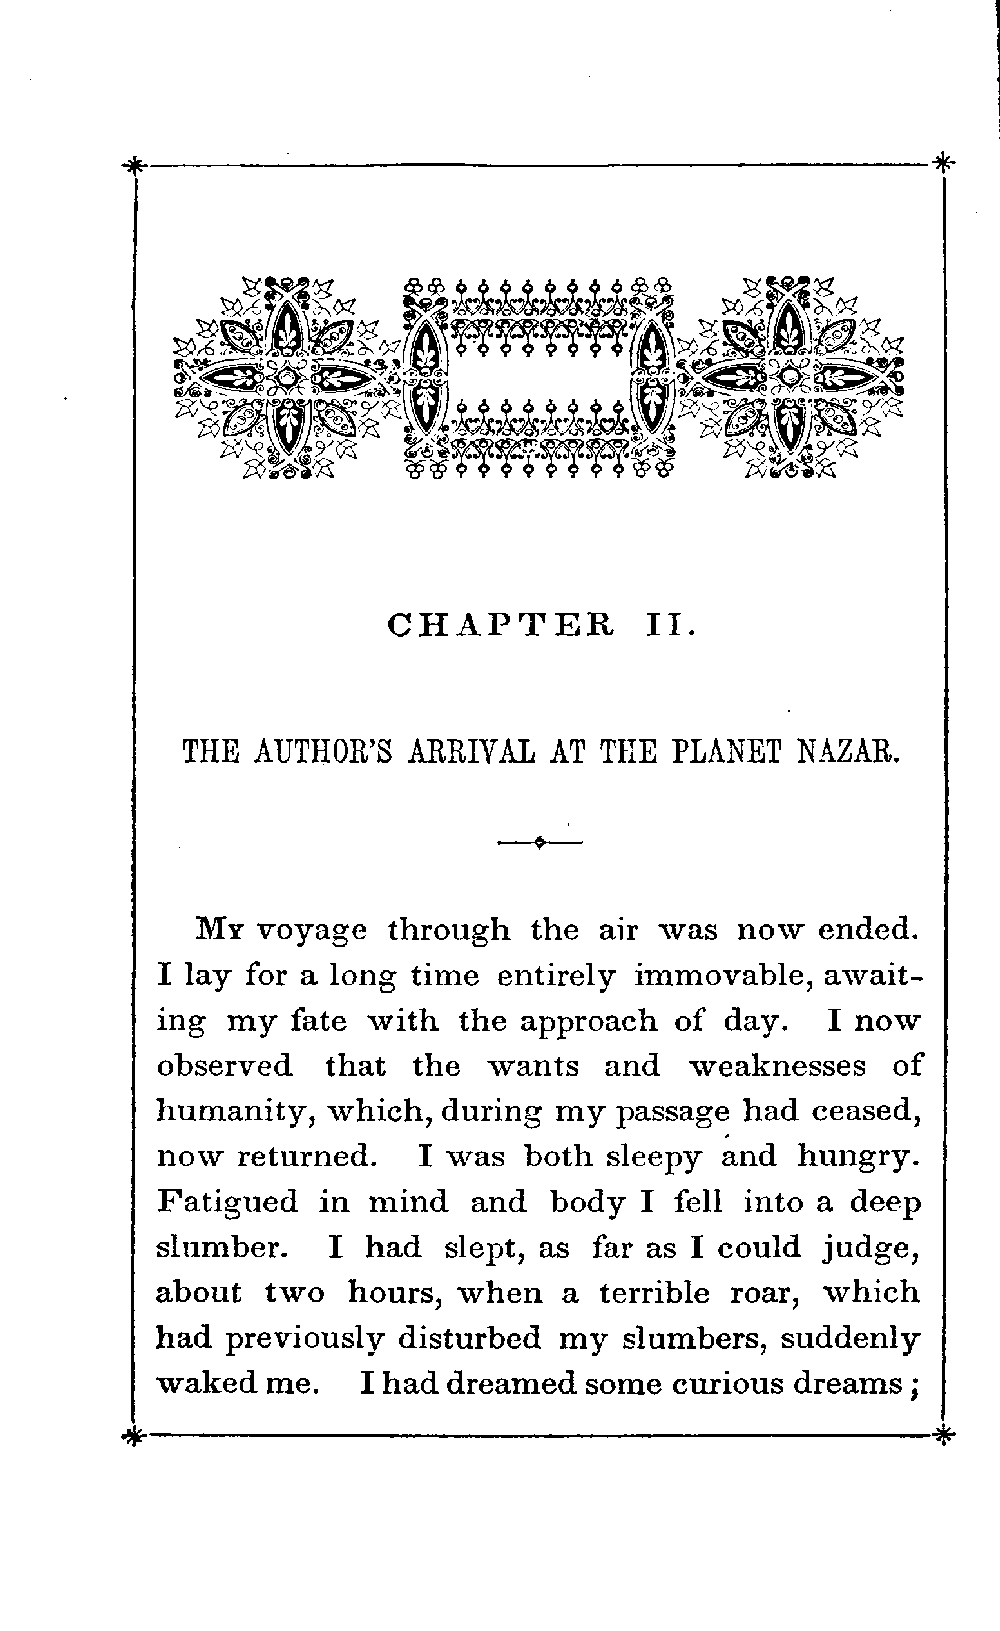 CHAPTER II.
THE AUTHOR'S ARRIVAL AT THE PLANET NAZAR.
My voyage through the air was now ended.
I lay for a long time entirely immovable, await-
ing my fate with the approach of day. I now
observed that the wants and weaknesses of
humanity, which, during my passage had ceased,
now returned. I was both sleepy and hungry.
Fatigued in mind and body I fell into a deep
slumber. I had slept, as far as I could judge,
about two hours, when a terrible roar, which
had previously disturbed my slumbers, suddenly
waked me. I had dreamed some curious dreams;